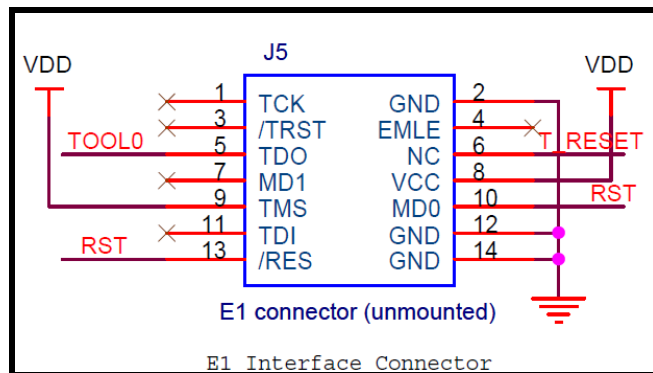 J5
VDD
VDD
1 TCK GND 2
3 /TRST EMLE 4
TOOL0 5 TDO NC 6 T_RESET
7 MD1 VCC 8
9 TMS MD0 10 RST
11 TDI GND 12
RST 13 /RES GND 14
E1 connector (unmounted)
E1 Interface Connector